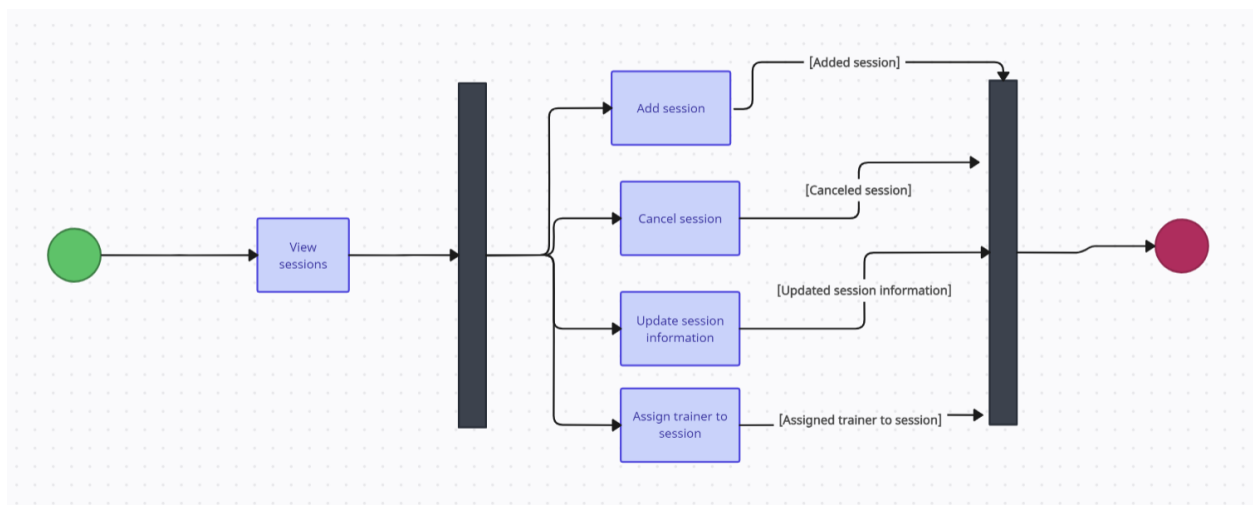 [Added session]
Add session
[Canceled session]
Cancel session
View
sessions
[Updated session information]
Update session
information
Assign trainer to
session
[Assigned trainer to session]